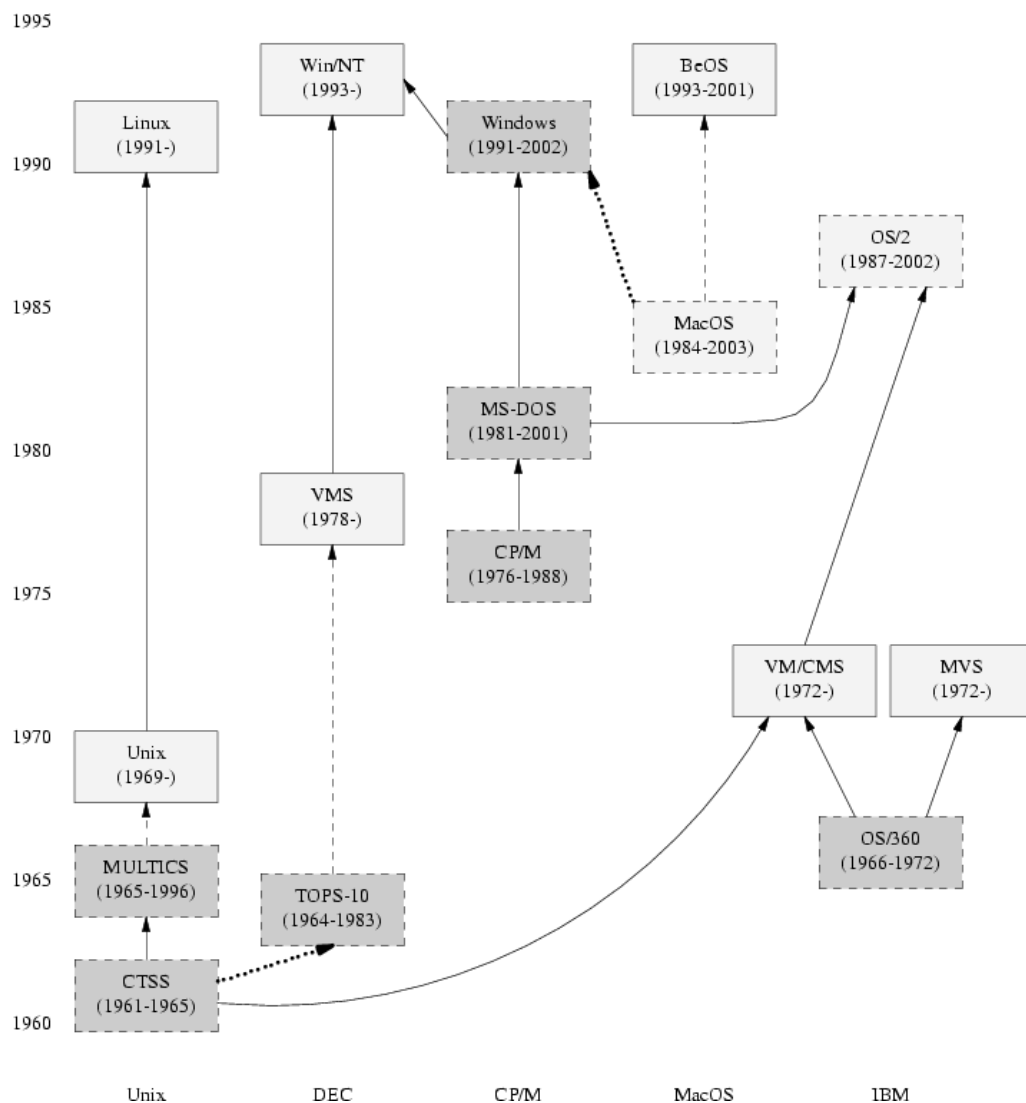 1995
Win/NT
(1993-)
BeOS
(1993-2001)
Linux
(1991-)
Windows
(1991-2002)
1990
OS/2
(1987-2002)
1985
MacOS
(1984-2003)
MS-DOS
(1981-2001)
1980
VMS
(1978-)
CP/M
(1976-1988)
1975
VM/CMS
(1972-)
MVS
(1972-)
1970
Unix
(1969-)
OS/360
(1966-1972)
MULTICS
(1965-1996)
1965
TOPS-10
(1964-1983)
CTSS
(1961-1965)
1960
Unix
DEC
CP/M
MacOS
IBM